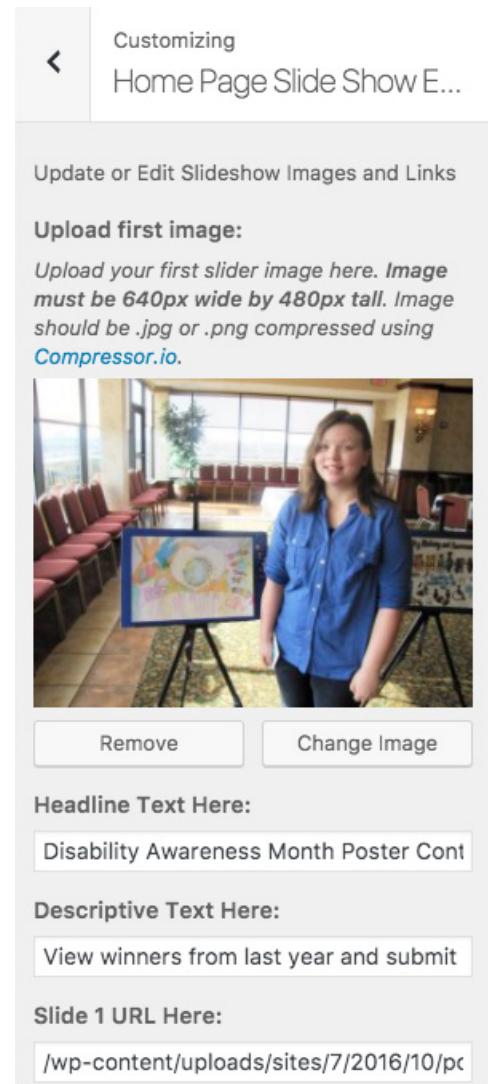 Customizing
Home Page Slide Show E...
Update or Edit Slideshow Images and Links
Upload first image:
Upload your first slider image here. Image
must be 640px wide by 480px tall. Image
should be .jpg or .png compressed using
Compressor.io.
Remove
Change Image
Headline Text Here:
Disability Awareness Month Poster Cont
Descriptive Text Here:
View winners from last year and submit
Slide 1 URL Here:
/wp-content/uploads/sites/7/2016/10/po